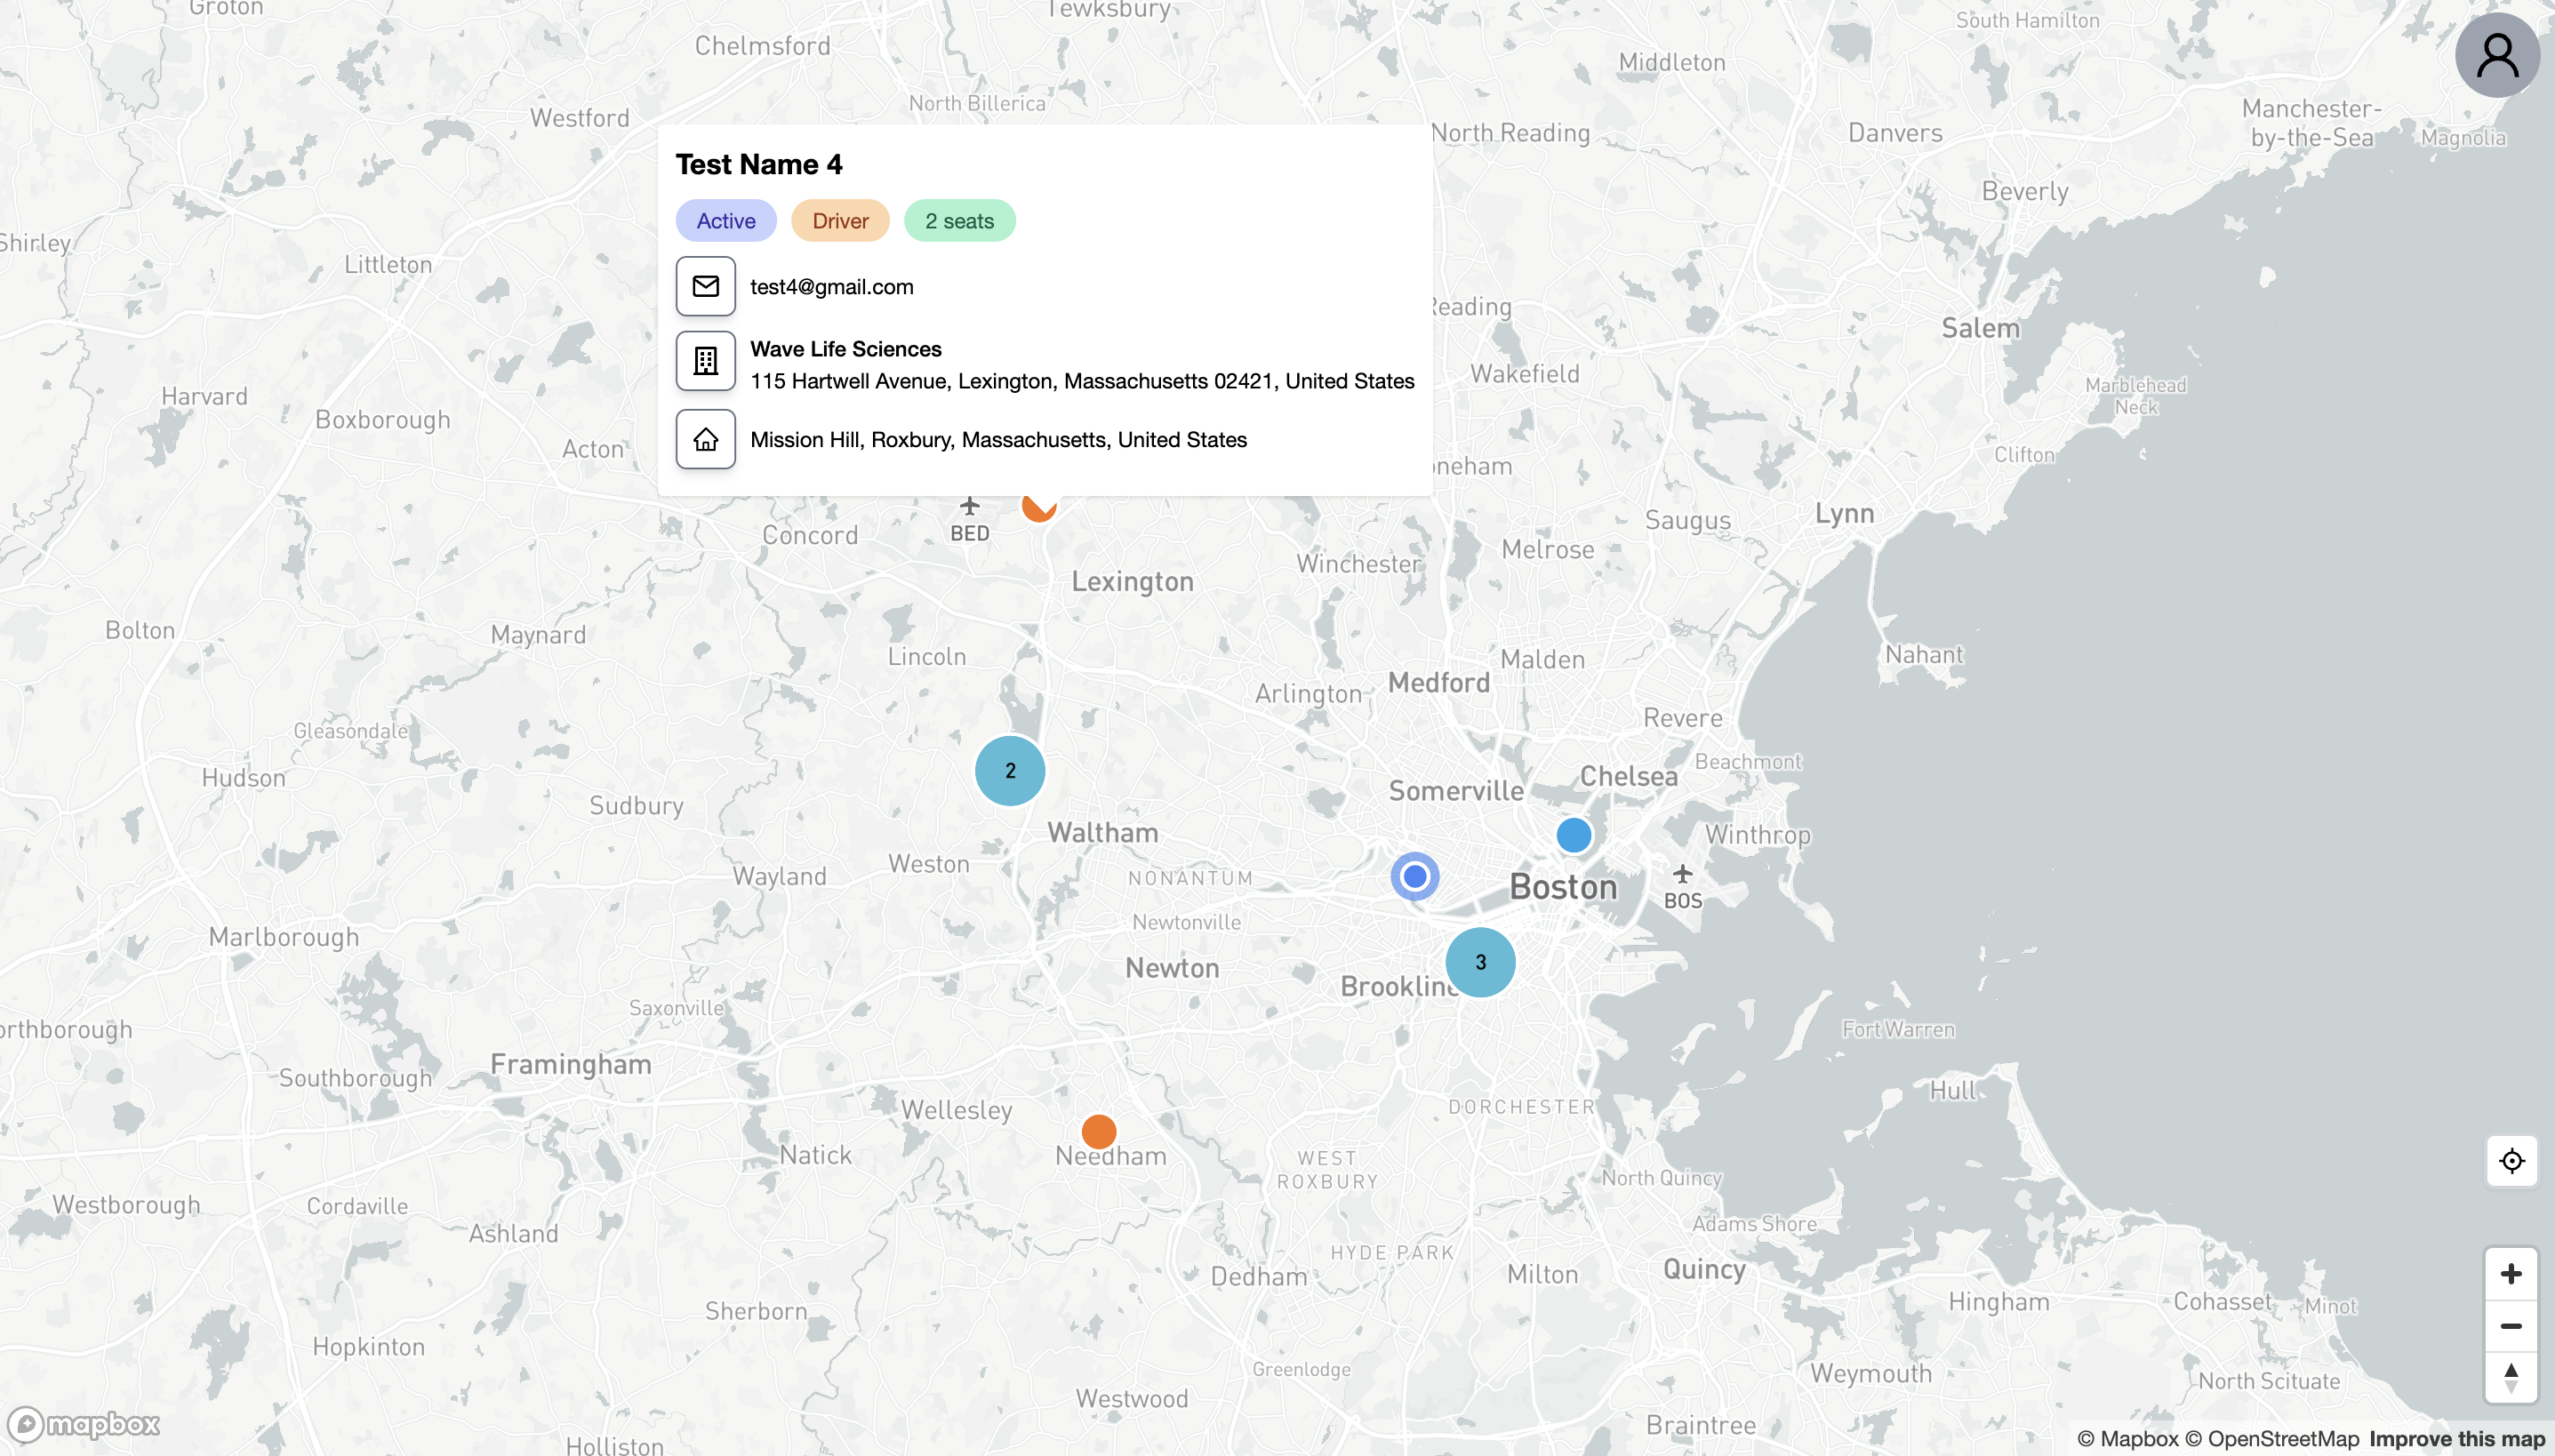 Groton
Tewksbury
South Hamilton
Chelmsford
Middleton
North Billerica
Westford
Manchester-
by-the-Sea
Magnolia
North Reading
Danvers
Test Name 4
Beverly
Active
Driver
2 seats
Shirley
Littleton
test4@gmail.com
Reading
Salem
Wave Life Sciences
115 Hartwell Avenue, Lexington, Massachusetts 02421, United States
Wakefield
Marblehead
Neck
Harvard
Boxborough
Acton
Mission Hill, Roxbury, Massachusetts, United States
Clifton
oneham
BED
Concord
Saugus
Lynn
Melrose
Winchester
Lexington
Bolton
Maynard
Lincoln
Malden
Nahant
Medford
Arlington
Revere
Gleasondale
Beachmont
2
Hudson
Chelsea
Somerville
Sudbury
Waltham
Winthrop
Weston
Wayland
NONANTUM
Boston
BOS
Newtonville
Marlborough
3
Newton
Brookline
Saxonville
orthborough
Fort Warren
Framingham
Southborough
Hull
Wellesley
DORCHESTER
Natick
Needham
WEST
ROXBURY
North Quincy
Westborough
Cordaville
Adams Shore
Ashland
HYDE PARK
Dedham
Milton
Quincy
Sherborn
Hingham
Cohasset
Minot
Hopkinton
Greenlodge
Weymouth
North Scituate
Westwood
mapbox
Braintree
Holliston
© Mapbox © OpenStreetMap Improve this map